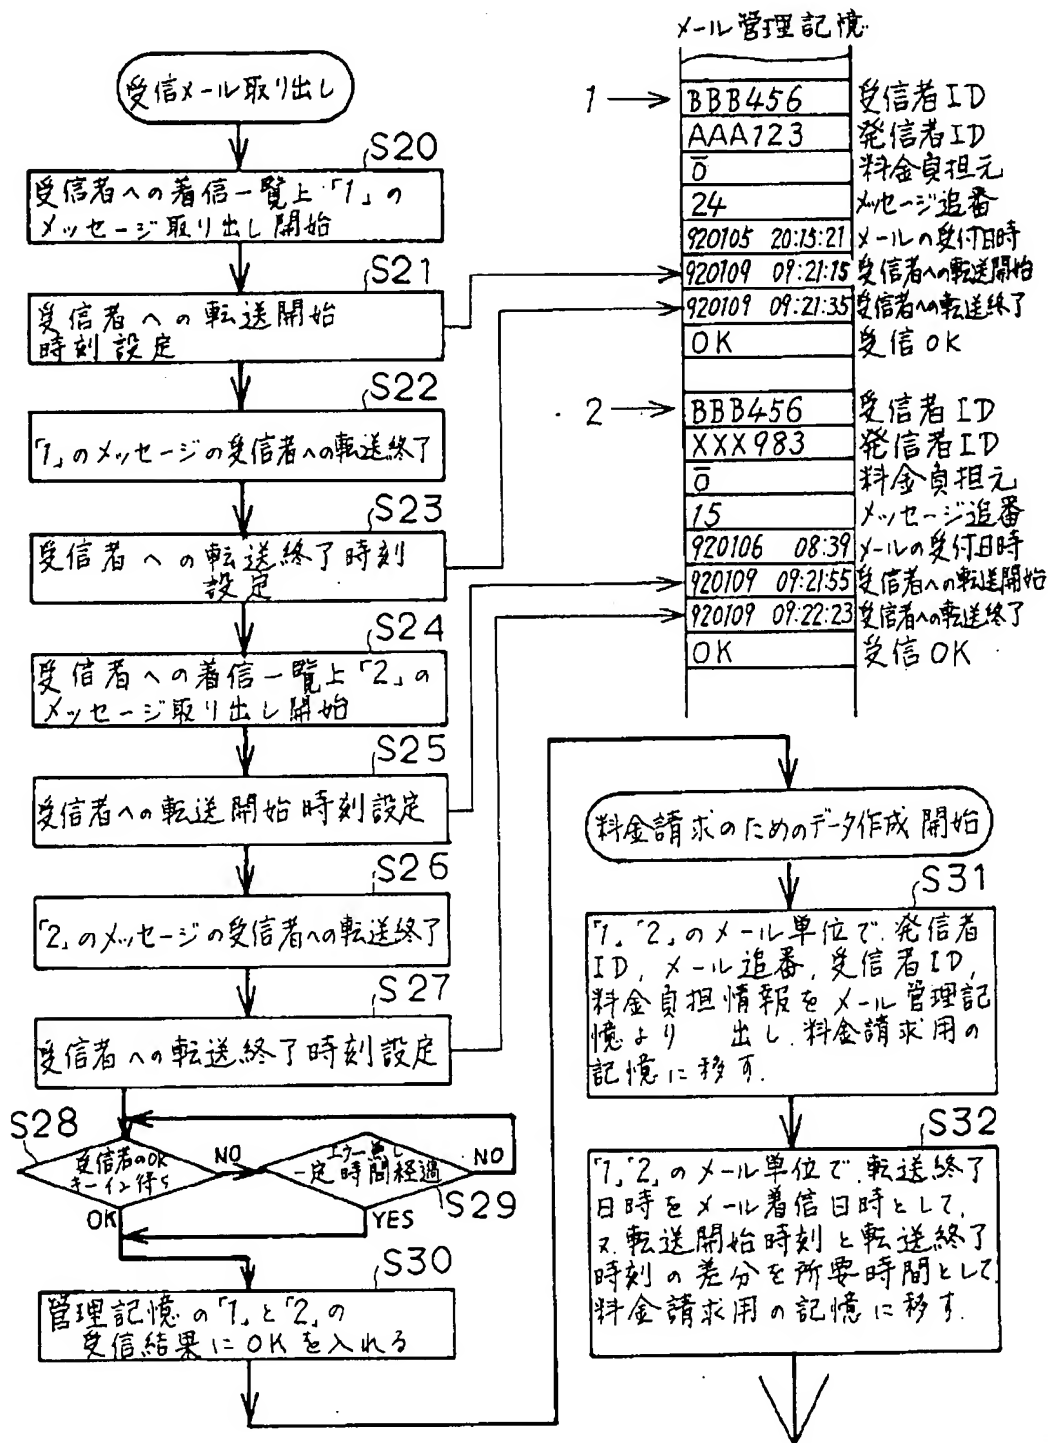 受信メール取り出し
S20
受信者への着信一覧上「1」の
メッセージ取り出し開始
S21
受信者への転送開始
時刻設定
S22
「1」のメッセージの受信者への転送終了
S23
受信者への転送終了時刻
設定
S24
受信者への着信一覧上「2」の
メッセージ取り出し開始
S25
受信者への転送開始時刻設定
S26
「2」のメッセージの受信者への転送終了
S27
受信者への転送終了時刻設定
S28
受信者のOK
キーイン待ち
NO
OK
エラー無し
一定時間経過
NO
S29
YES
S30
管理記憶の「1」と「2」の
受信結果にOKを入れる
メール管理記憶
1
BBB456 受信者ID
AAA123 発信者ID
0 料金負担元
24 メッセージ追番
920105 20:15:21 メールの受付日時
920109 09:21:15 受信者への転送開始
920109 09:21:35 受信者への転送終了
OK 受信OK
2
BBB456 受信者ID
XXX983 発信者ID
0 料金負担元
15 メッセージ追番
920106 08:39 メールの受付日時
920109 09:21:55 受信者への転送開始
920109 09:22:23 受信者への転送終了
OK 受信OK
料金請求のためのデータ作成開始
S31
「1」「2」のメール単位で、発信者
ID, メール追番, 受信者ID,
料金負担情報をメール管理記
憶より 出し、料金請求用の
記憶に移す.
S32
「1」「2」のメール単位で、転送終了
日時をメール着信日時として、
又、転送開始時刻と転送終了
時刻の差分を所要時間として、
料金請求用の記憶に移す.